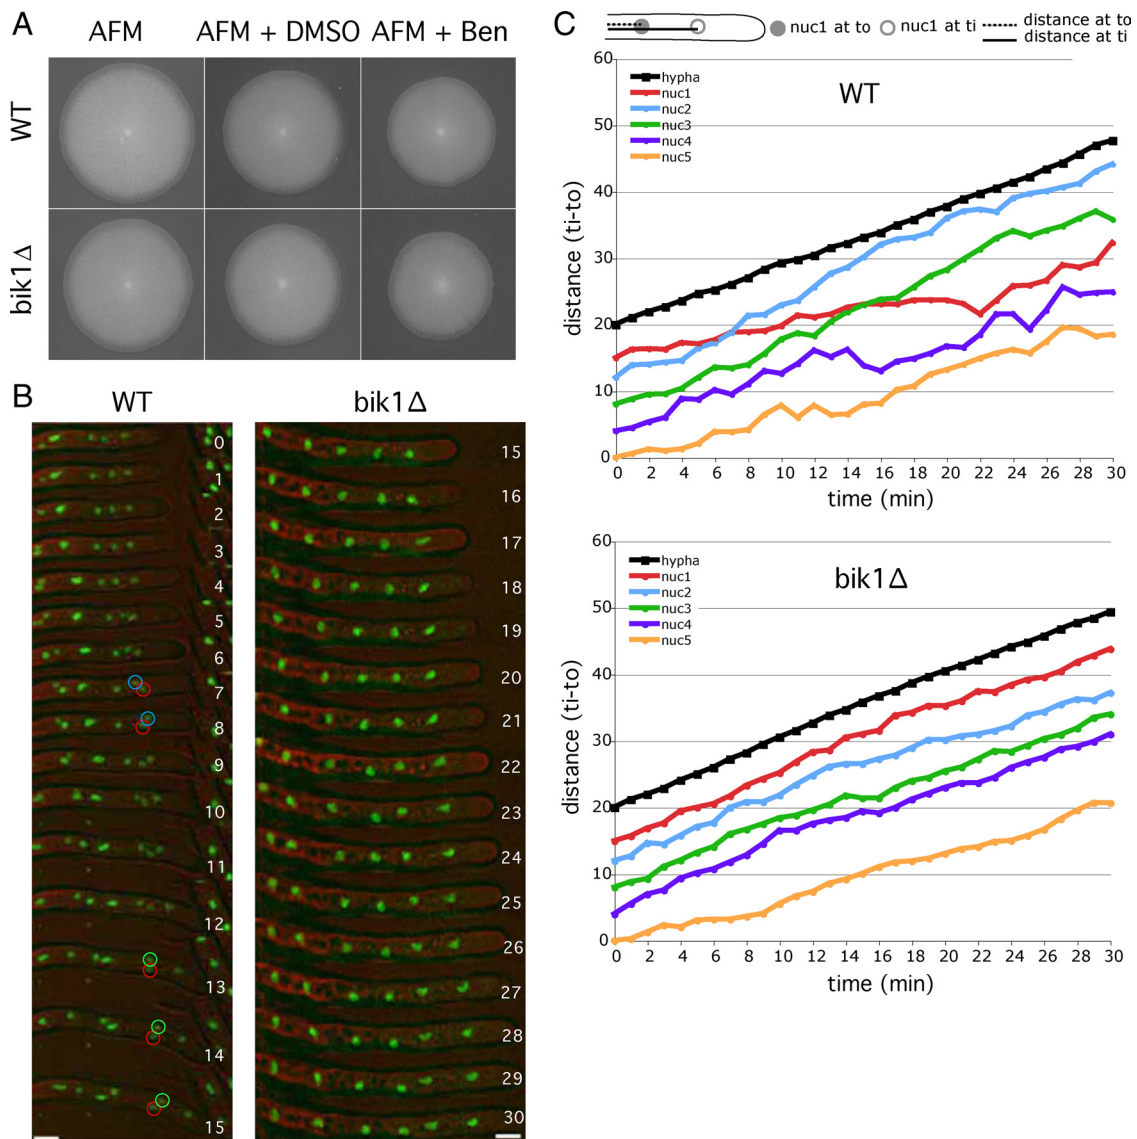 A
AFM
AFM + DMSO
AFM + Ben
WT
bik1Δ
B
WT
bik1Δ
0
1
2
3
4
5
6
7
8
9
10
11
12
13
14
15
15
16
17
18
19
20
21
22
23
24
25
26
27
28
29
30
C
nuc1 at to
nuc1 at ti
distance at to
distance at ti
WT
hypha
nuc1
nuc2
nuc3
nuc4
nuc5
distance (ti-to)
60
50
40
30
20
10
0
0 2 4 6 8 10 12 14 16 18 20 22 24 26 28 30
time (min)
bik1Δ
hypha
nuc1
nuc2
nuc3
nuc4
nuc5
distance (ti-to)
60
50
40
30
20
10
0
0 2 4 6 8 10 12 14 16 18 20 22 24 26 28 30
time (min)